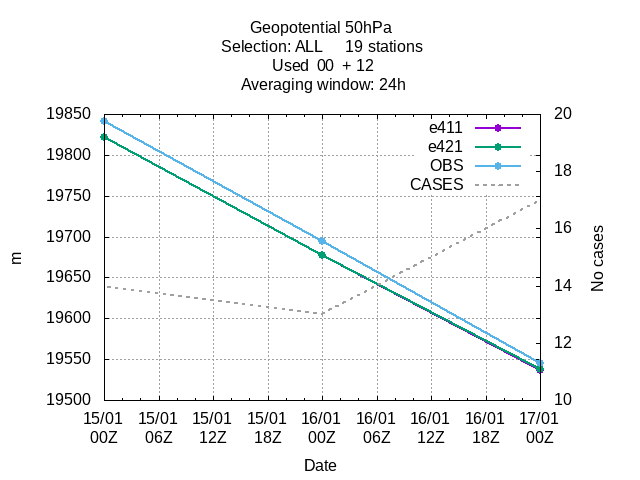 Geopotential 50hPa
Selection: ALL     19 stations
Used  00  + 12
Averaging window: 24h
e411
e421
OBS
CASES
19850
19800
19750
19700
19650
19600
19550
19500
m
20
18
16
14
12
10
No cases
15/01 15/01 15/01 15/01 16/01 16/01 16/01 16/01 17/01
00Z 06Z 12Z 18Z 00Z 06Z 12Z 18Z 00Z
Date